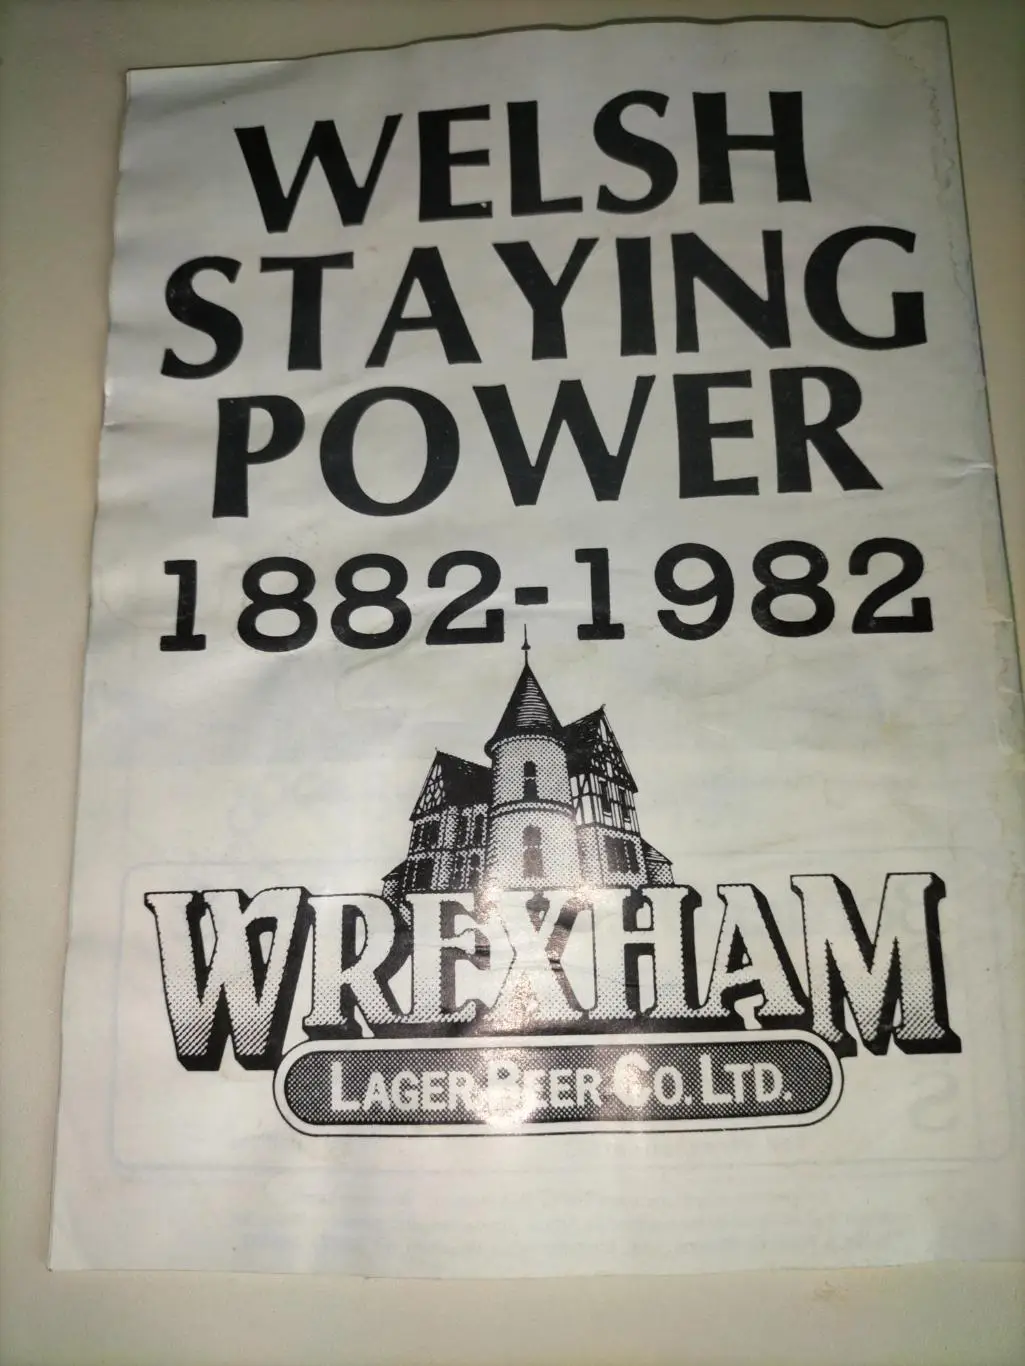 WELSH
STAYING
POWER
1882-1982
WREXHAM
LAGER BEER CO. LTD.